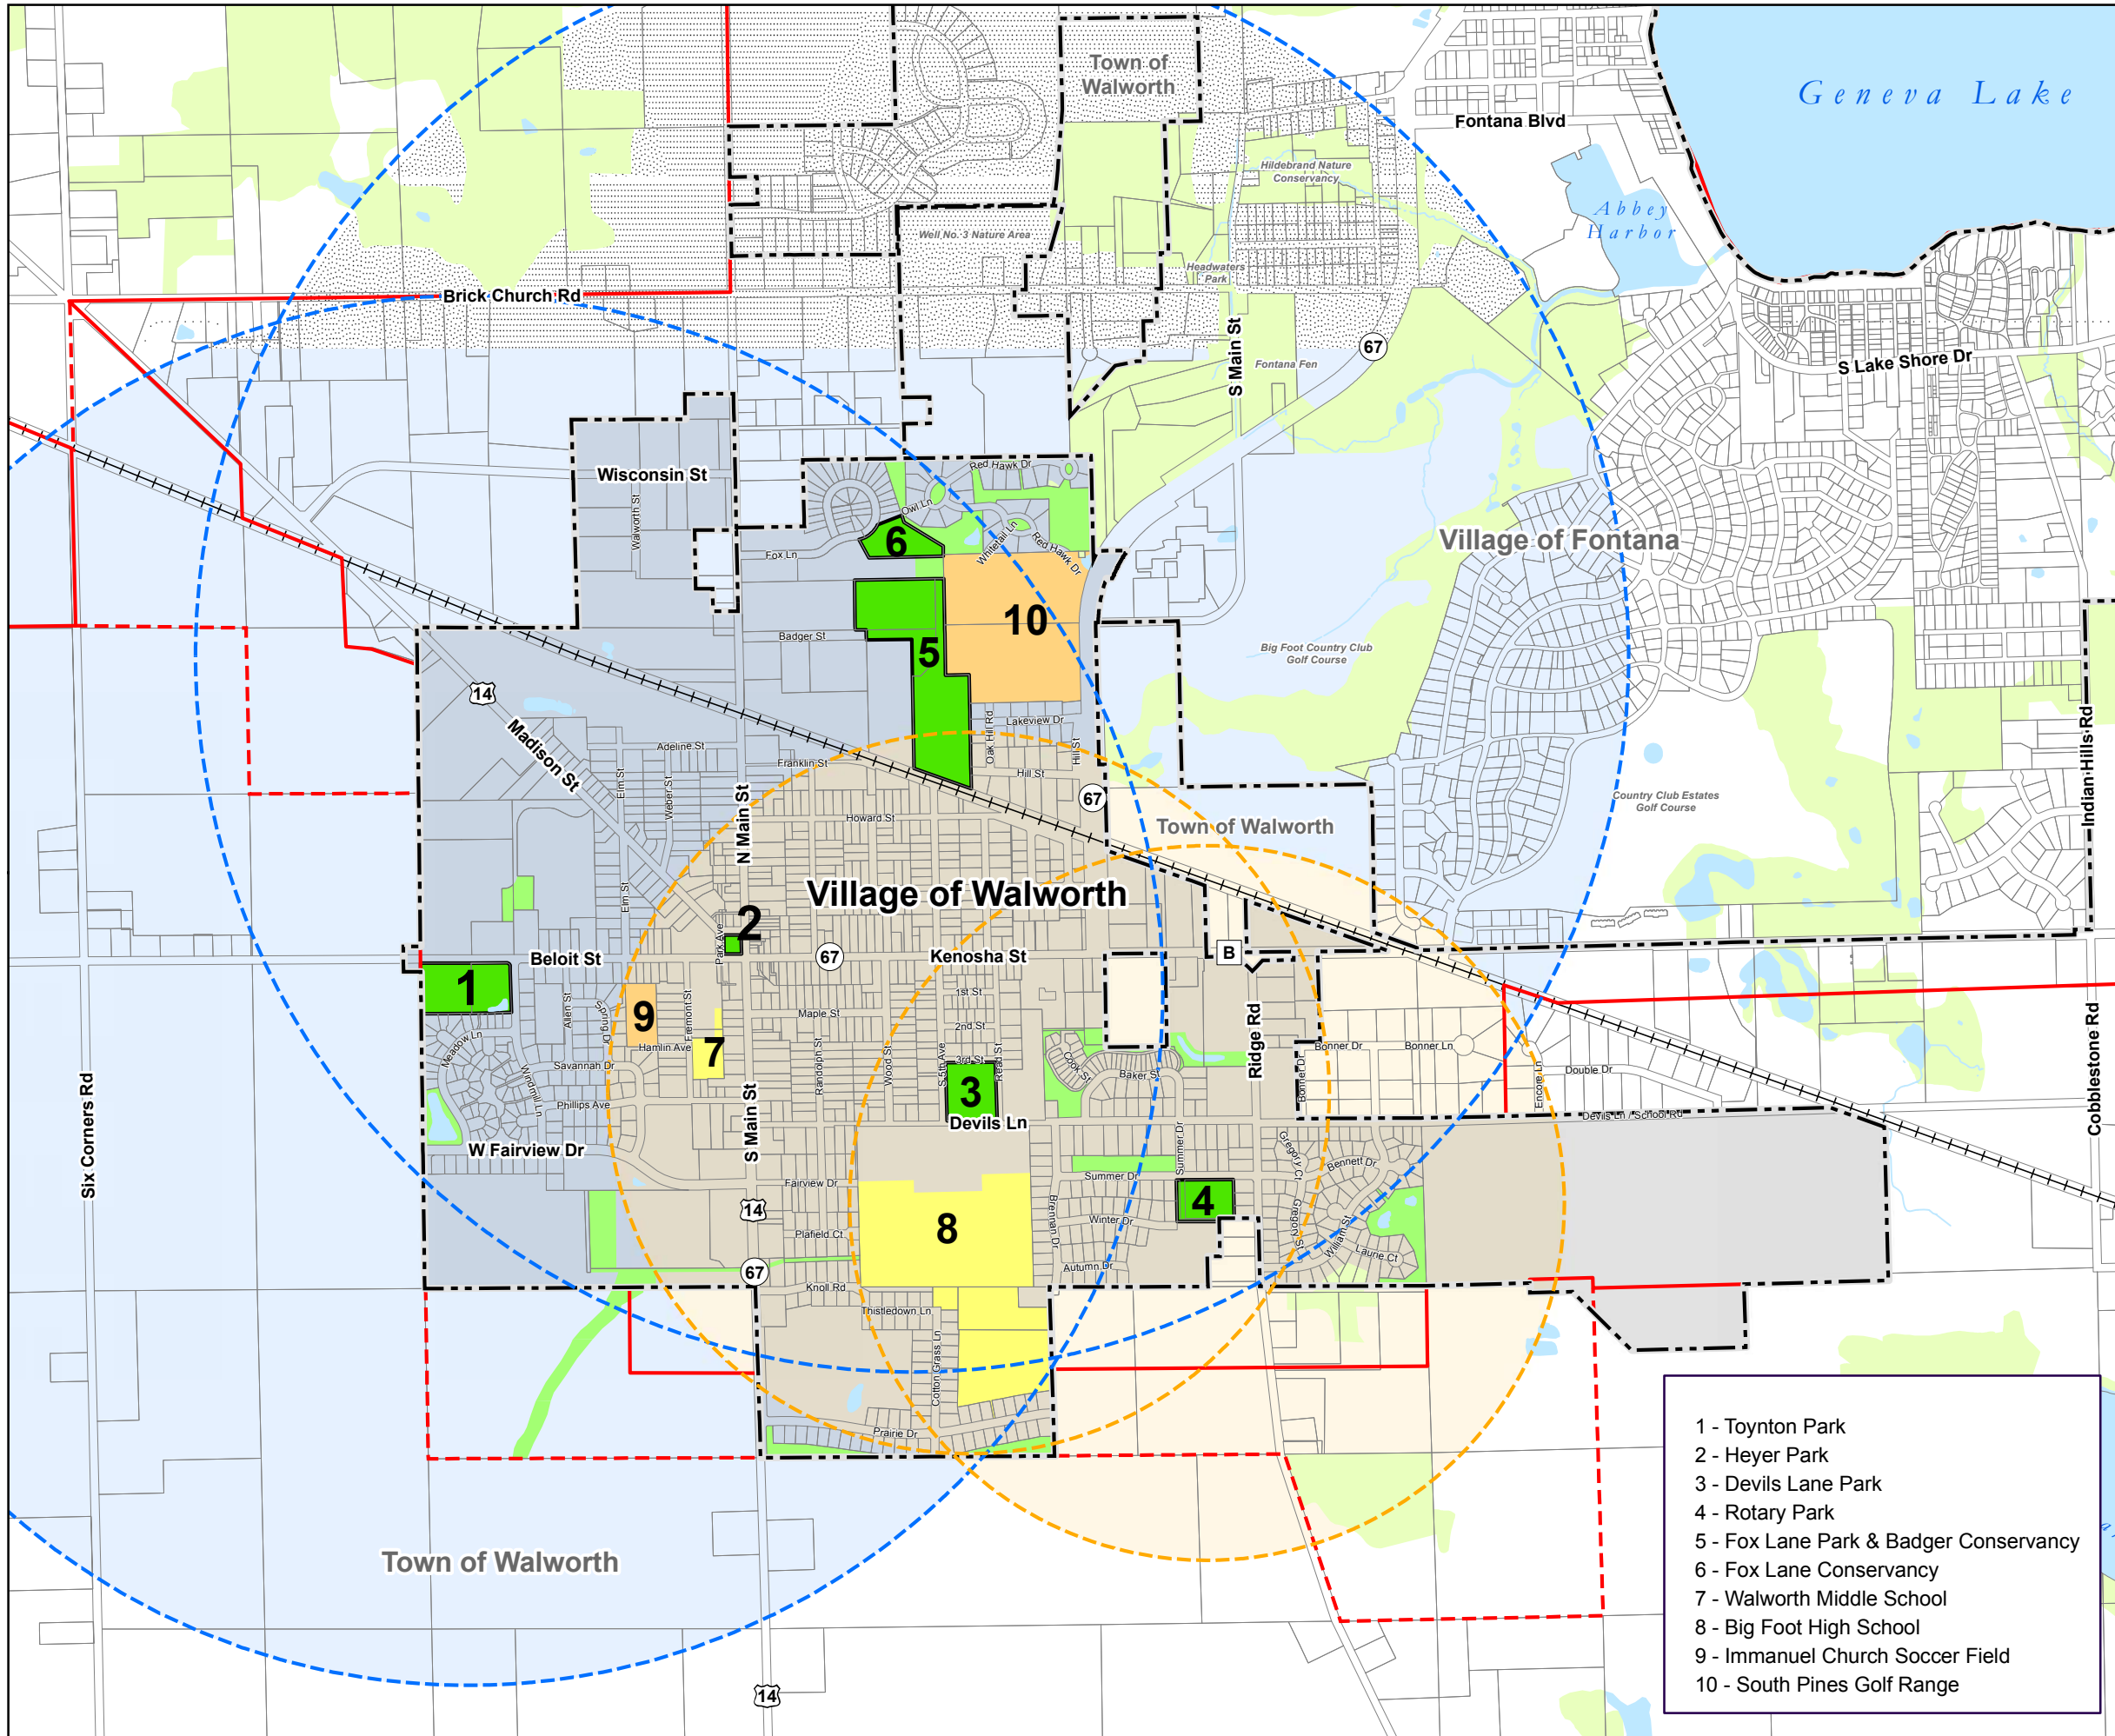 Town of
Walworth
Geneva Lake
Fontana Blvd
Hildebrand Nature
Conservancy
Abbey
Harbor
Well No. 3 Nature Area
Headwaters
Park
Brick Church Rd
S Main St
67
Fontana Fen
S Lake Shore Dr
Red Hawk Dr
Wisconsin St
Walworth St
Owl Ln
Whitetail Ln
Red Hawk Dr
6
Fox Ln
Village of Fontana
10
Badger St
5
Big Foot Country Club
Golf Course
14
Madison St
Oak Hill Rd
Lakeview Dr
Hill St
Adeline St
Franklin St
Hill St
Elm St
Weber St
N Main St
67
Indian Hills Rd
Country Club Estates
Golf Course
Howard St
Town of Walworth
Village of Walworth
Elm St
2
Park Ave
Beloit St
67
Kenosha St
B
1
Allen St
Spring Dr
9
Fremont St
1st St
Maple St
2nd St
Meadow Ln
Hamlin Ave
7
3rd St
Read St
Randolph St
Wood St
S 5th Ave
Savannah Dr
Windmill Ln
Phillips Ave
Cook St
Baker St
Ridge Rd
Bonner Dr
Bonner Ln
Bonner Dr
Double Dr
Encore Ln
3
Devils Ln
Devils Ln / School Rd
Six Corners Rd
Cobblestone Rd
S Main St
W Fairview Dr
Fairview Dr
14
Summer Dr
Summer Dr
Gregory Ct
Bennett Dr
4
8
Brennan Dr
Winter Dr
Gregory St
William St
Laurie Ct
Plafield Ct
67
Autumn Dr
Knoll Rd
Thistledown Ln
Cotton Grass Ln
Prairie Dr
Town of Walworth
14
1 - Toynton Park
2 - Heyer Park
3 - Devils Lane Park
4 - Rotary Park
5 - Fox Lane Park & Badger Conservancy
6 - Fox Lane Conservancy
7 - Walworth Middle School
8 - Big Foot High School
9 - Immanuel Church Soccer Field
10 - South Pines Golf Range